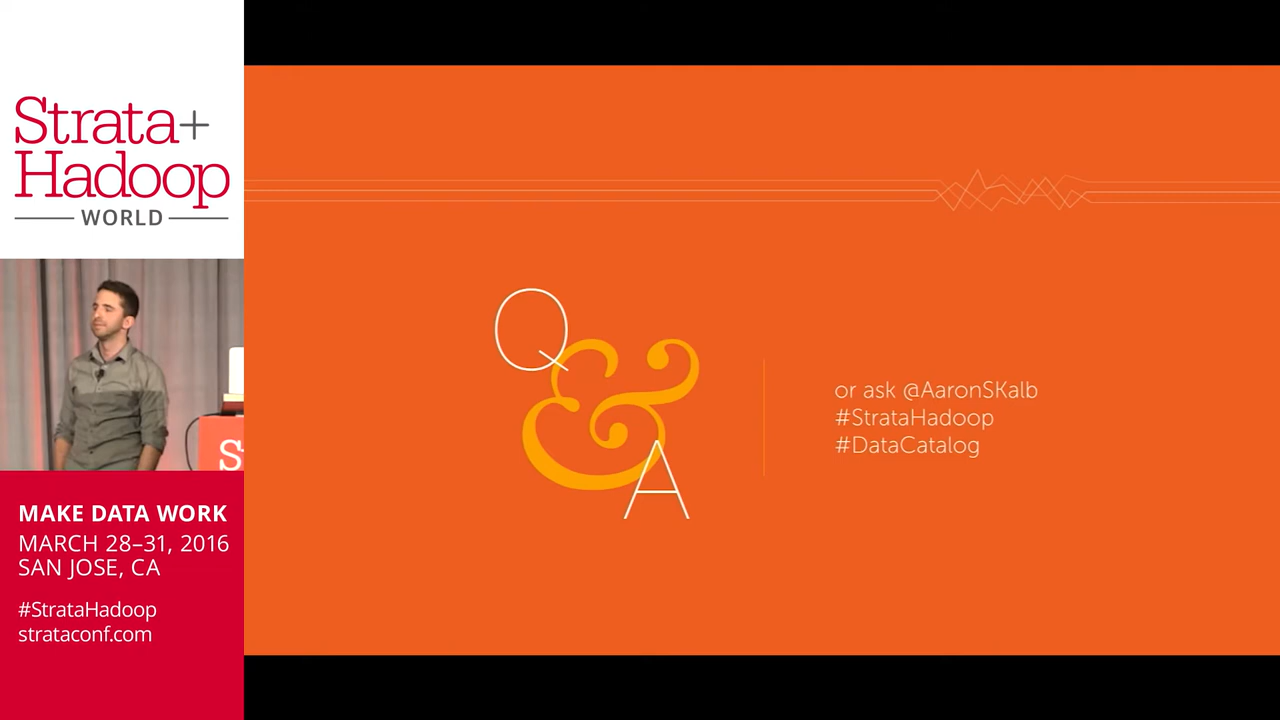 Strata+
Hadoop
WORLD
S
MAKE DATA WORK
MARCH 28–31, 2016
SAN JOSE, CA
#StrataHadoop
strataconf.com
Q
&
A
or ask @AaronSKalb
#StrataHadoop
#DataCatalog